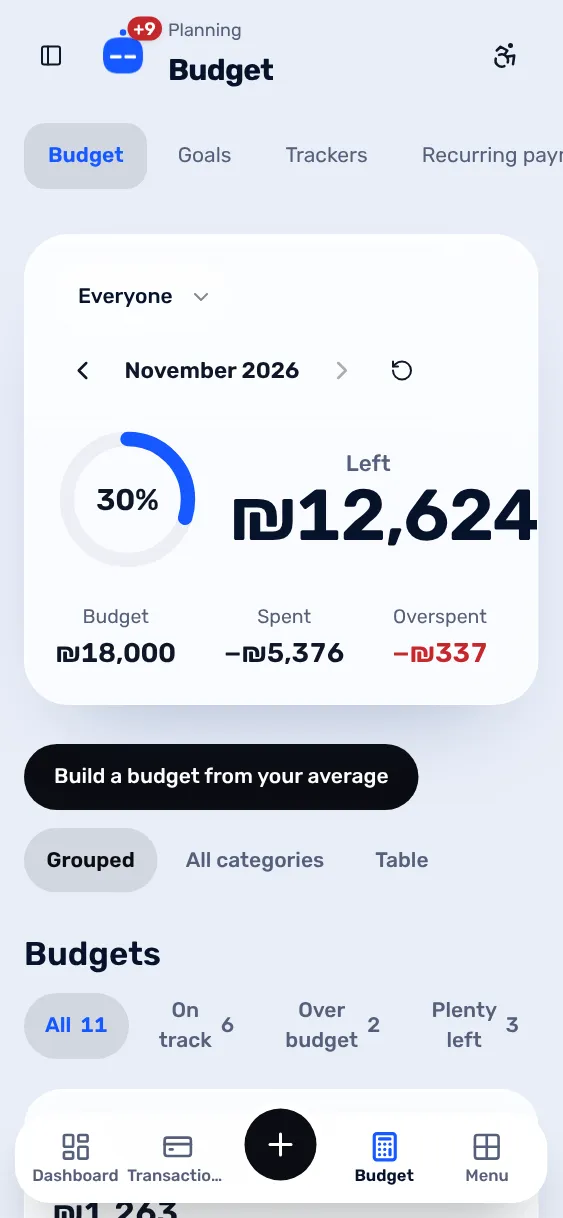 +9
Planning
Budget
Budget Goals Trackers Recurring payr
Everyone
November 2026
30%
Left
₪12,624
Budget Spent Overspent
₪18,000 −₪5,376 −₪337
Build a budget from your average
Grouped All categories Table
Budgets
All 11 On track 6 Over budget 2 Plenty left 3
Dashboard Transactio... Budget Menu
₪1,263